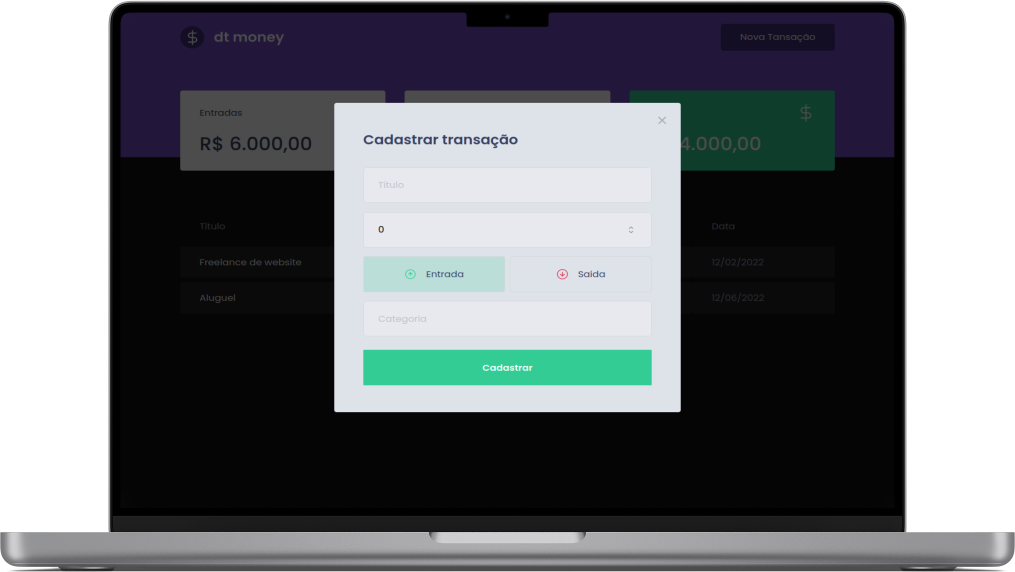 dt money
Nova Tansação
Entradas
R$ 6.000,00
4.000,00
Cadastrar transação
Titulo
0
Entrada
Saida
Categoria
Cadastrar
Titulo
Data
Freelance de website
12/02/2022
Aluguel
12/06/2022